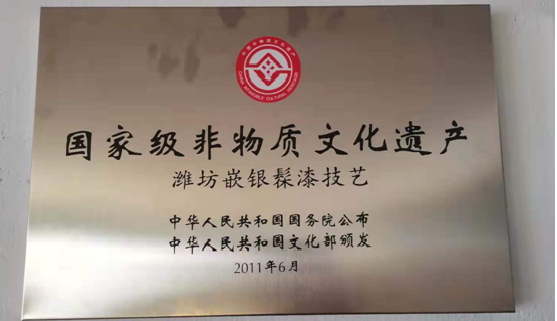 国家级非物质文化遗产
潍坊嵌银髹漆技艺
中华人民共和国国务院公布
中华人民共和国文化部颁发
2011年6月